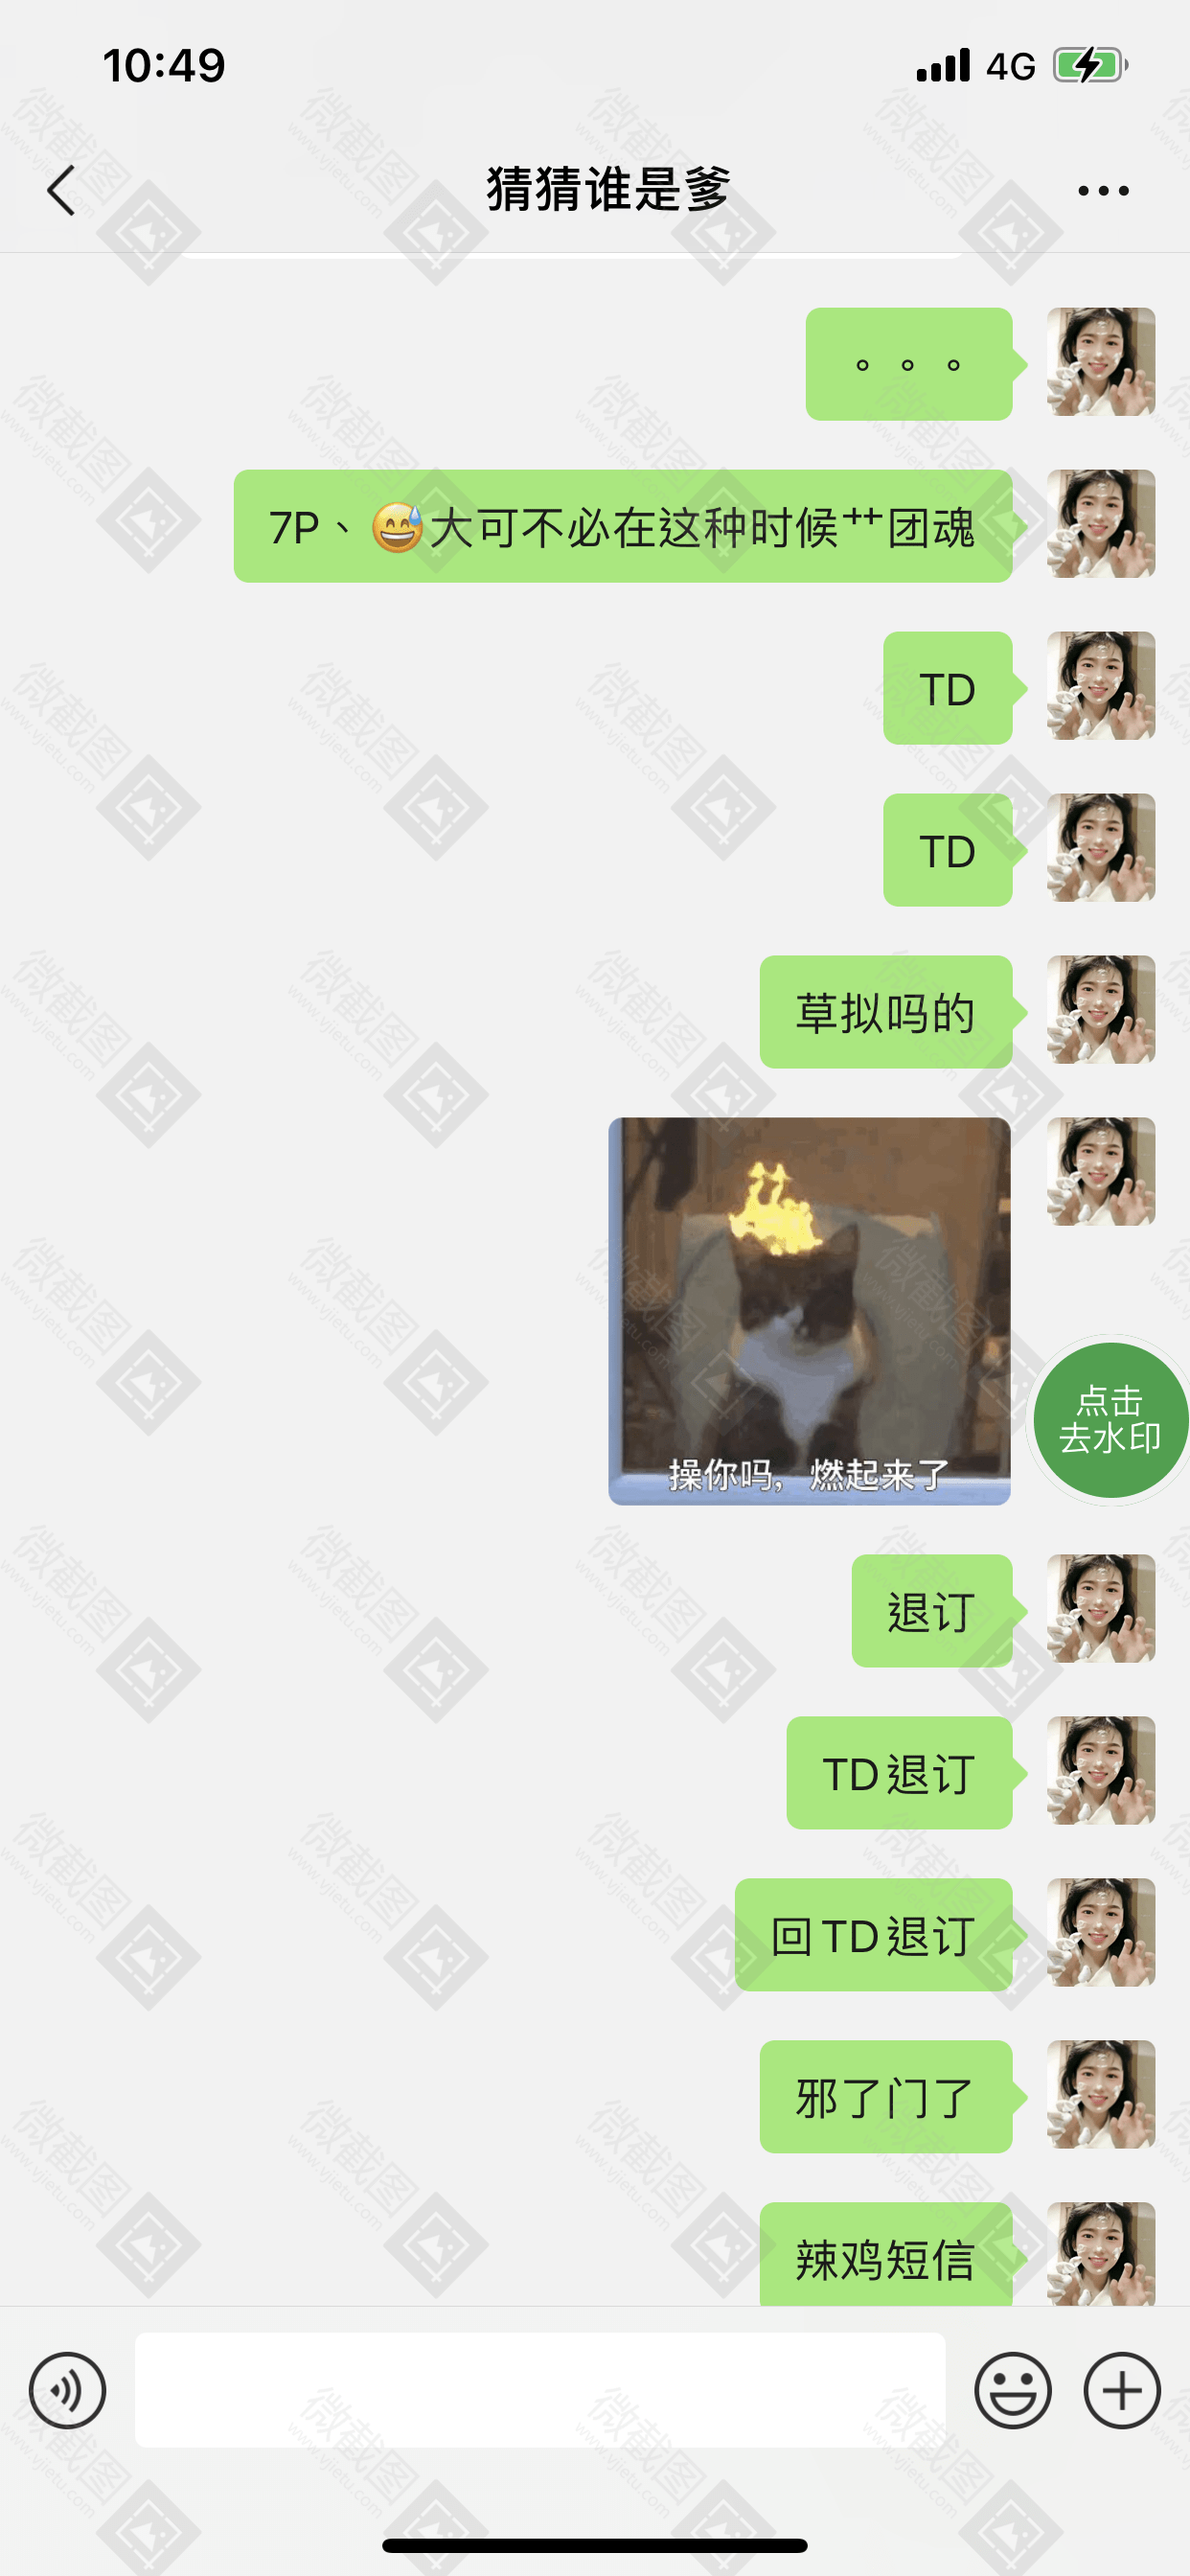 10:49
4G
猜猜谁是爹
。。。
7P、😅大可不必在这种时候艹团魂
TD
TD
草拟吗的
操你吗，燃起来了
点击
去水印
退订
TD退订
回TD退订
邪了门了
辣鸡短信
微截图
www.vjietu.com